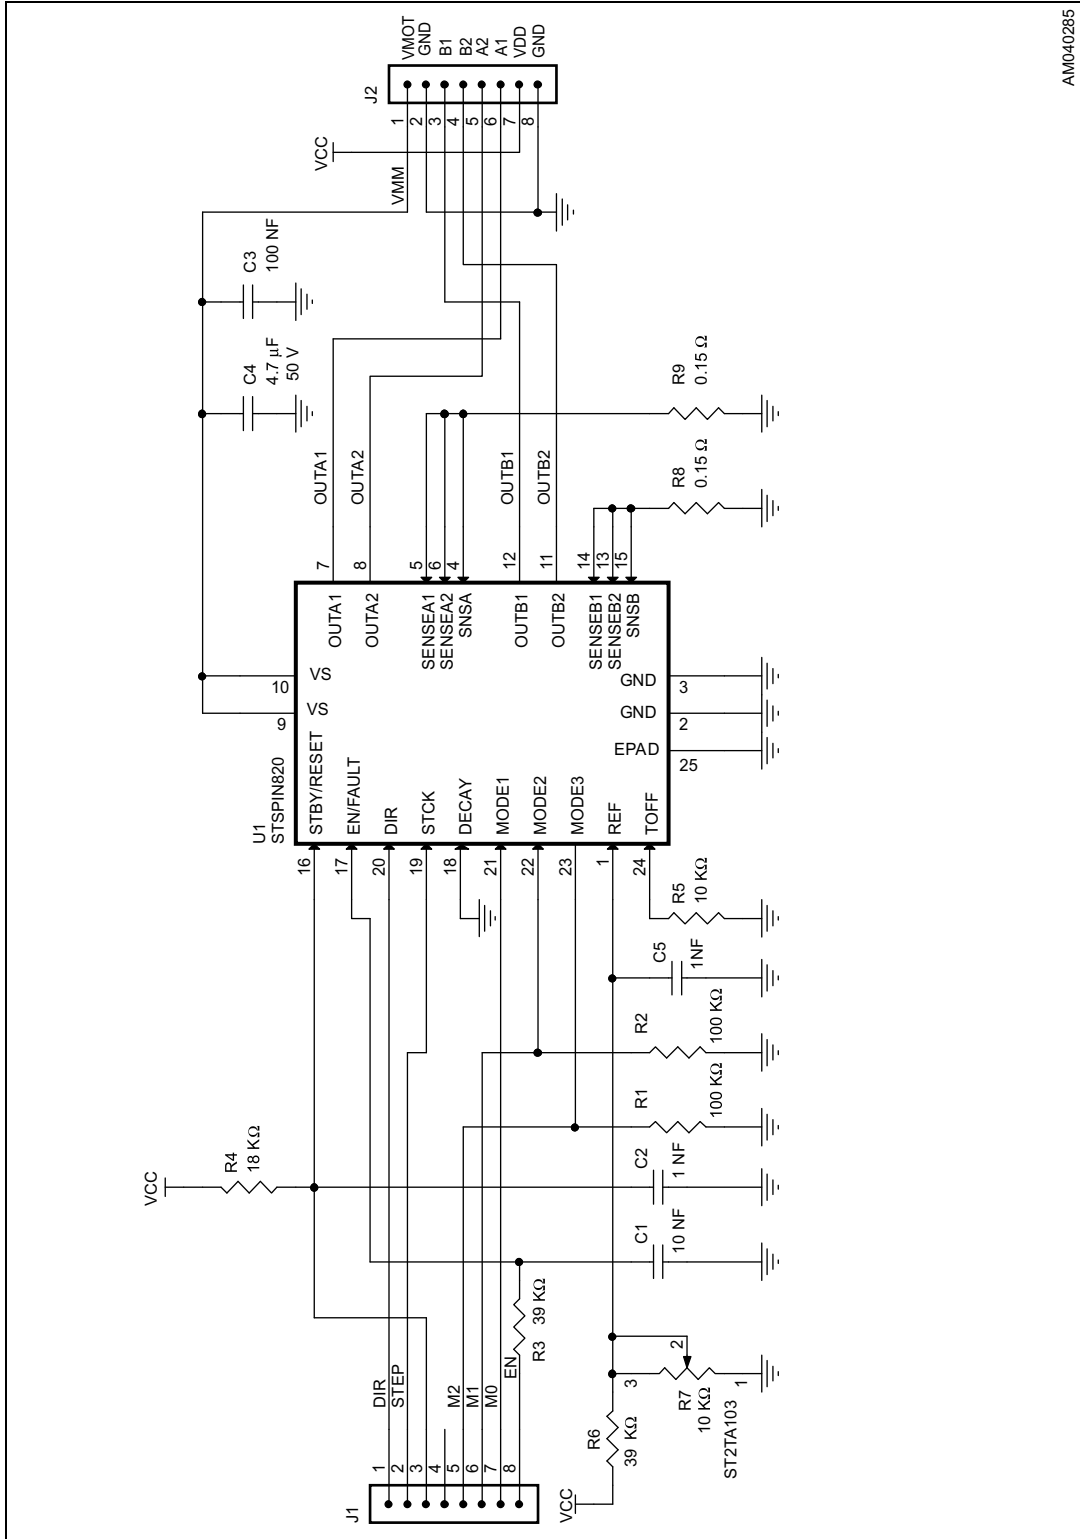 AM040285
J2
VMOT
GND
B1
B2
A2
A1
VDD
GND
1
2
3
4
5
6
7
8
VCC
VMM
C3
100 NF
C4
4.7 μF
50 V
OUTA1
OUTA2
OUTB1
OUTB2
R9
0.15 Ω
R8
0.15 Ω
7
8
5
6
4
12
11
14
13
15
OUTA1
OUTA2
SENSEA1
SENSEA2
SNSA
OUTB1
OUTB2
SENSEB1
SENSEB2
SNSB
10
VS
9
VS
GND
3
GND
2
EPAD
25
U1
STSPIN820
STBY/RESET
EN/FAULT
DIR
STCK
DECAY
MODE1
MODE2
MODE3
REF
TOFF
16
17
20
19
18
21
22
23
1
24
R5
10 KΩ
C5
1NF
R2
100 KΩ
R1
100 KΩ
VCC
R4
18 KΩ
C2
1 NF
C1
10 NF
R3
39 KΩ
DIR
STEP
M2
M1
M0
EN
J1
1
2
3
4
5
6
7
8
VCC
R6
39 KΩ
3
2
1
R7
10 KΩ
ST2TA103